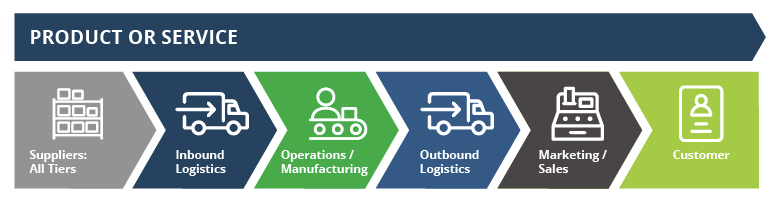 PRODUCT OR SERVICE
Suppliers:
All Tiers
Inbound
Logistics
Operations /
Manufacturing
Outbound
Logistics
Marketing /
Sales
Customer